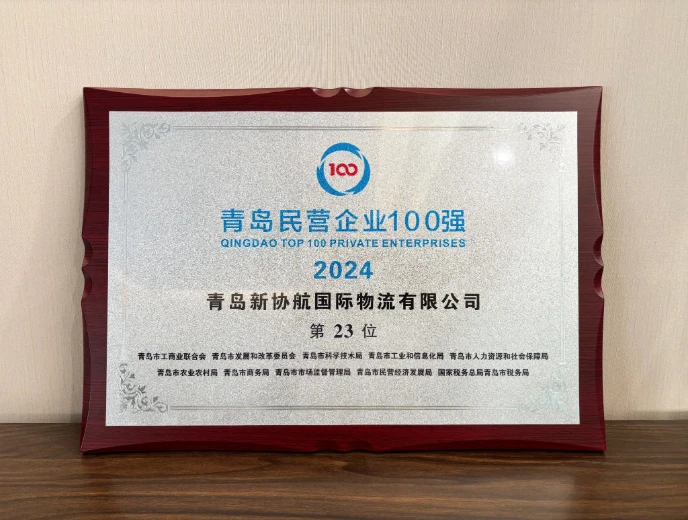 100
青岛民营企业100强
QINGDAO TOP 100 PRIVATE ENTERPRISES
2024
青岛新协航国际物流有限公司
第 23 位
青岛市工商业联合会 青岛市发展和改革委员会 青岛市科学技术局 青岛市工业和信息化局 青岛市人力资源和社会保障局
青岛市农业农村局 青岛市商务局 青岛市市场监督管理局 青岛市民营经济发展局 国家税务总局青岛市税务局